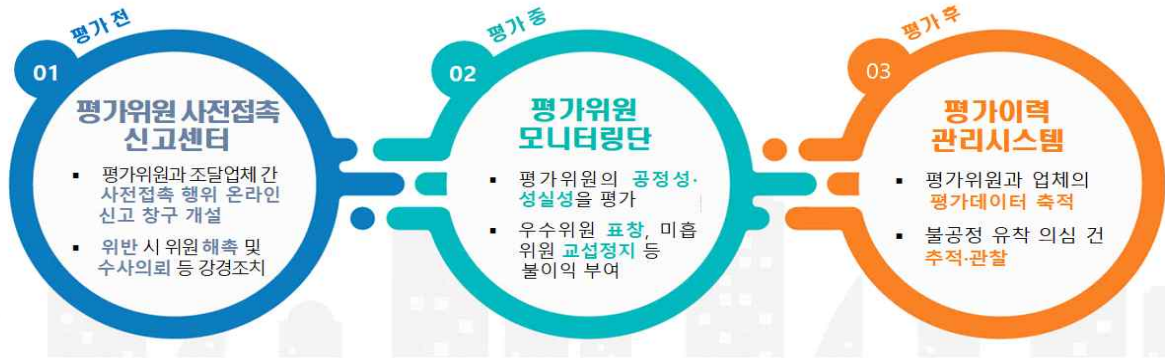 평가 전
01
평가위원 사전접촉
신고센터
▪ 평가위원과 조달업체 간
사전접촉 행위 온라인
신고 창구 개설
▪ 위반 시 위원 해촉 및
수사의뢰 등 강경조치
평가 중
02
평가위원
모니터링단
▪ 평가위원의 공정성·
성실성을 평가
▪ 우수위원 표창, 미흡
위원 교섭정지 등
불이익 부여
평가 후
03
평가이력
관리시스템
▪ 평가위원과 업체의
평가데이터 축적
▪ 불공정 유착 의심 건
추적·관찰